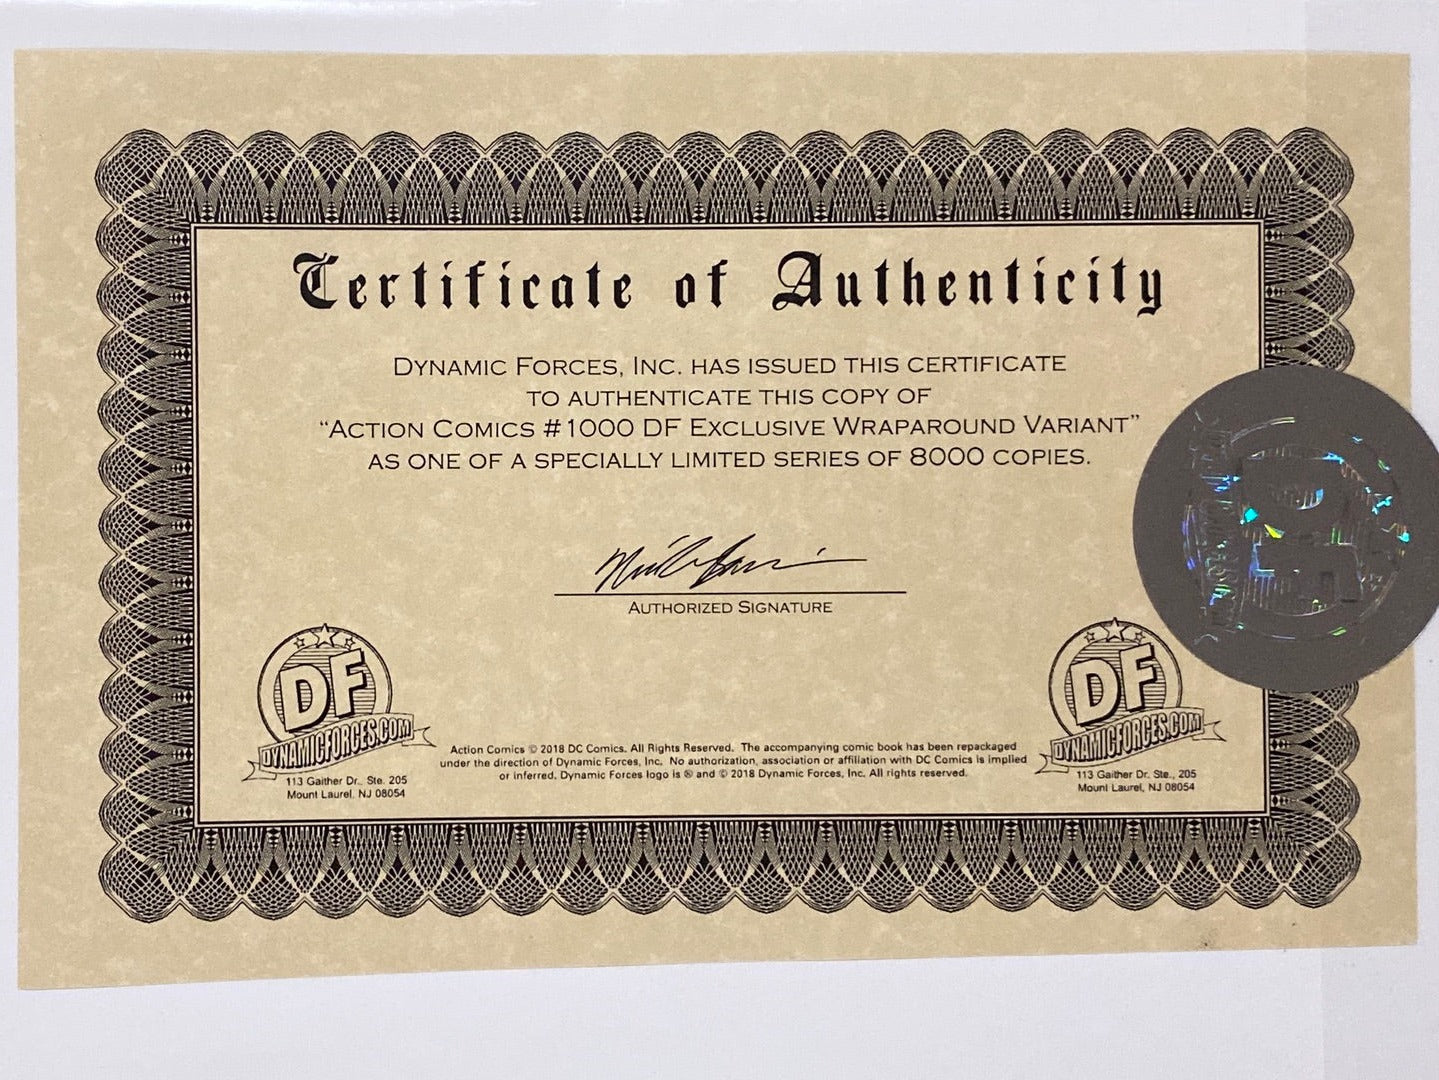 Certificate of Authenticity
DYNAMIC FORCES, INC. HAS ISSUED THIS CERTIFICATE
TO AUTHENTICATE THIS COPY OF
“ACTION COMICS #1000 DF EXCLUSIVE WRAPAROUND VARIANT”
AS ONE OF A SPECIALLY LIMITED SERIES OF 8000 COPIES.
AUTHORIZED SIGNATURE
DF
DYNAMICFORCES.COM
113 Gaither Dr. Ste. 205
Mount Laurel, NJ 08054
Action Comics © 2018 DC Comics. All Rights Reserved. The accompanying comic book has been repackaged
under the direction of Dynamic Forces, Inc. No authorization, association or affiliation with DC Comics is implied
or inferred. Dynamic Forces logo is ® and © 2018 Dynamic Forces, Inc. All rights reserved.
DF
DYNAMICFORCES.COM
113 Gaither Dr. Ste., 205
Mount Laurel, NJ 08054